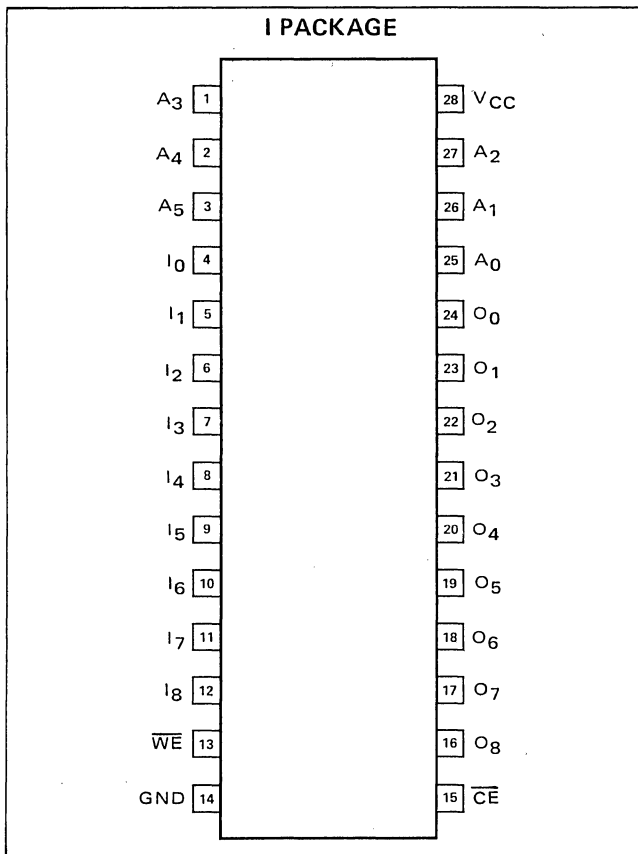 I PACKAGE
A3 1 28 VCC
A4 2 27 A2
A5 3 26 A1
I0 4 25 A0
I1 5 24 O0
I2 6 23 O1
I3 7 22 O2
I4 8 21 O3
I5 9 20 O4
I6 10 19 O5
I7 11 18 O6
I8 12 17 O7
W̅E̅ 13 16 O8
GND 14 15 C̅E̅